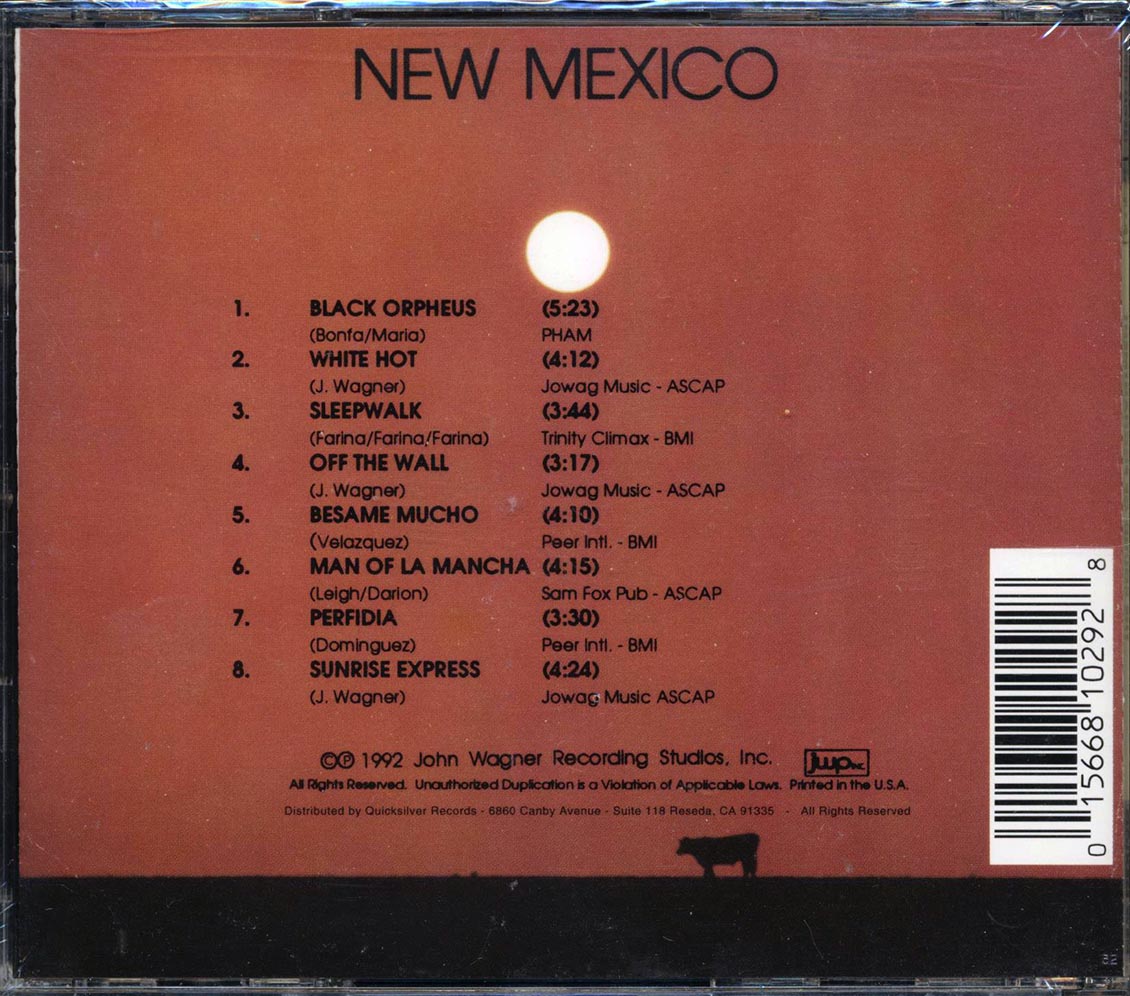 NEW MEXICO
1. BLACK ORPHEUS (5:23)
(Bonfa/Maria) PHAM
2. WHITE HOT (4:12)
(J. Wagner) Jowag Music - ASCAP
3. SLEEPWALK (3:44)
(Farina/Farina/Farina) Trinity Climax - BMI
4. OFF THE WALL (3:17)
(J. Wagner) Jowag Music - ASCAP
5. BESAME MUCHO (4:10)
(Velazquez) Peer Intl. - BMI
6. MAN OF LA MANCHA (4:15)
(Leigh/Darion) Sam Fox Pub - ASCAP
7. PERFIDIA (3:30)
(Dominguez) Peer Intl. - BMI
8. SUNRISE EXPRESS (4:24)
(J. Wagner) Jowag Music ASCAP
©℗ 1992 John Wagner Recording Studios, Inc. jwp INC
All Rights Reserved. Unauthorized Duplication is a Violation of Applicable Laws. Printed in the U.S.A.
Distributed by Quicksilver Records - 6860 Canby Avenue - Suite 118 Reseda, CA 91335 - All Rights Reserved
0 15668 10292 8